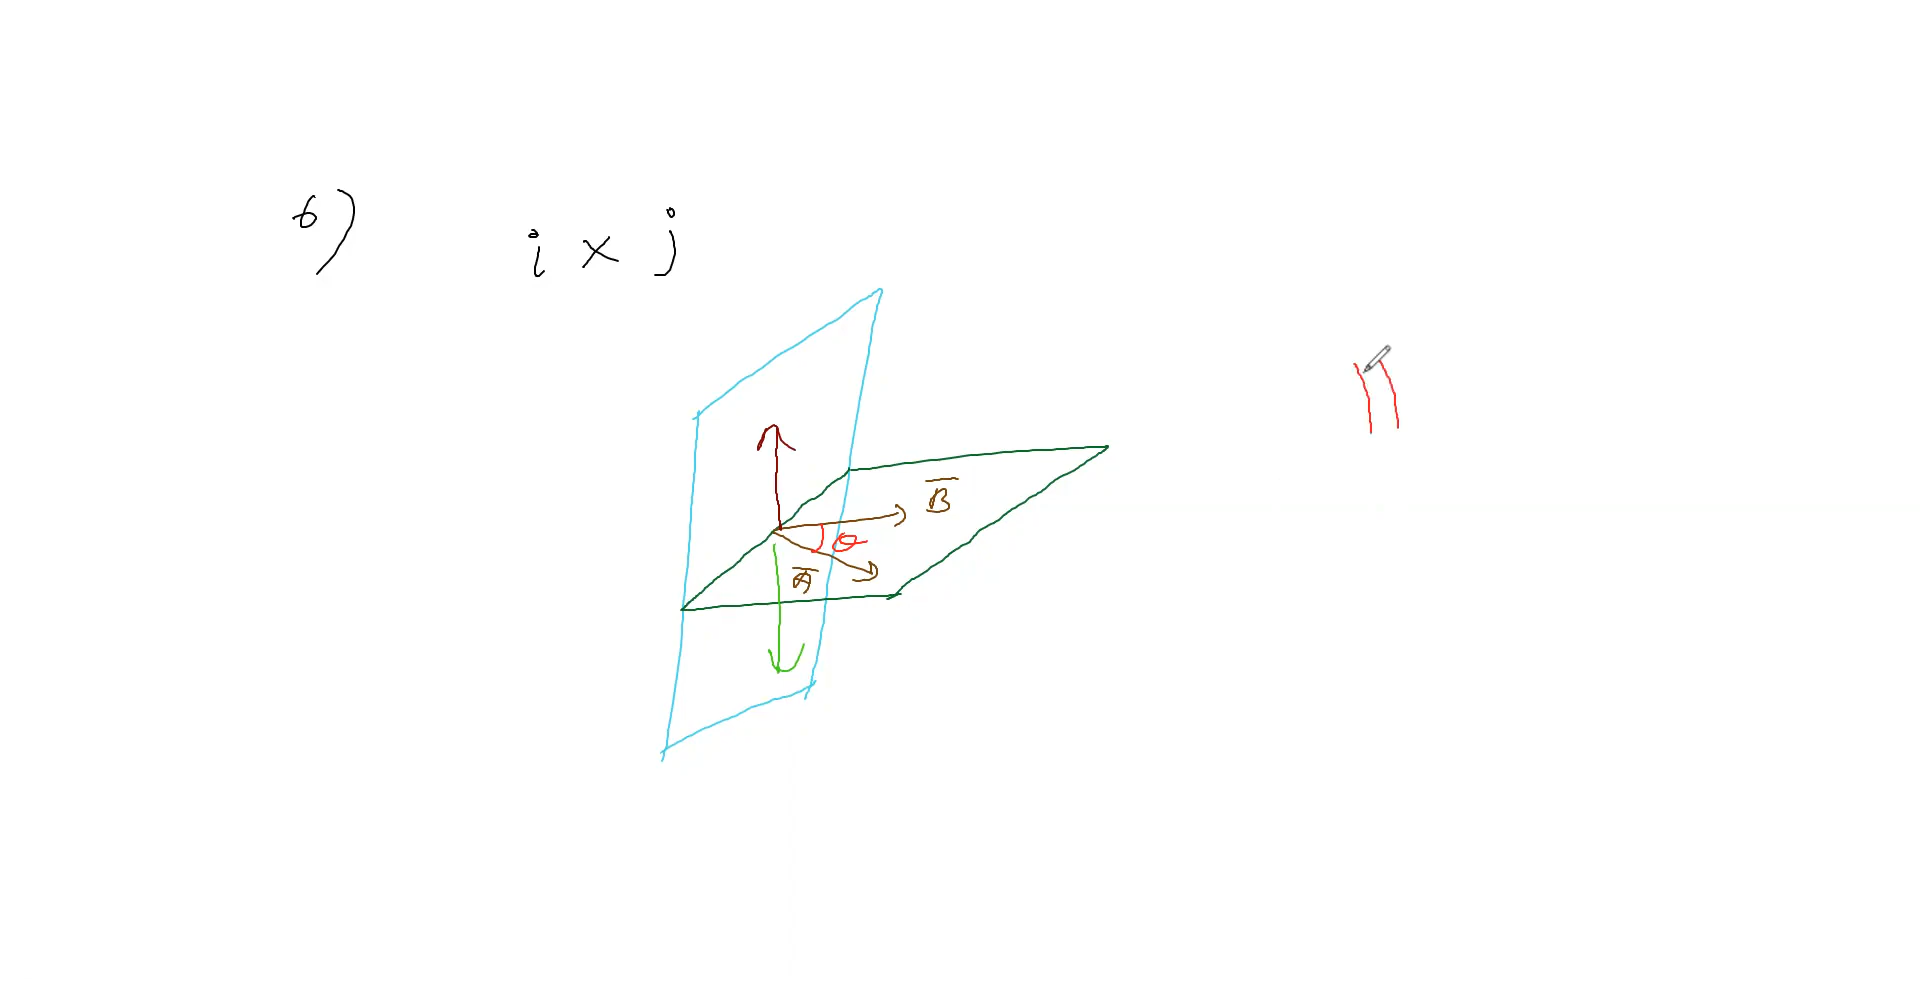 6) i × j
B̅
θ
A̅